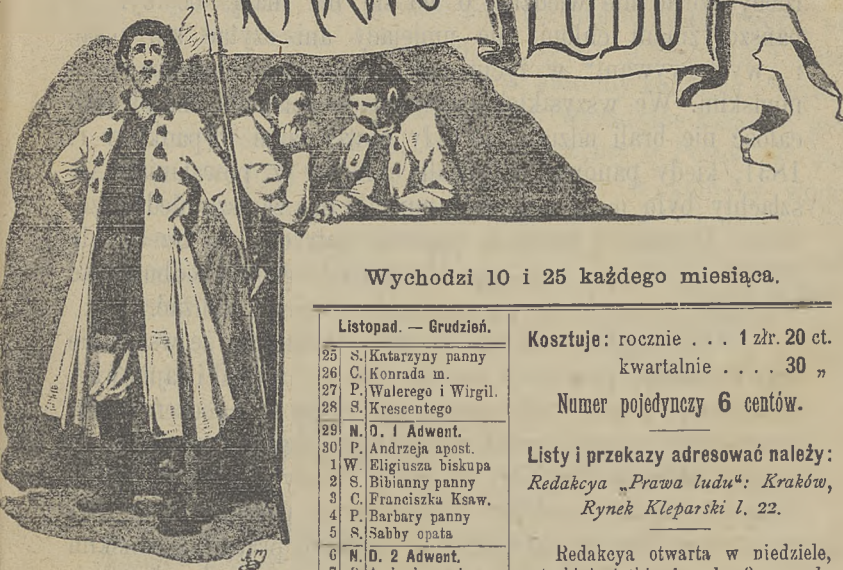 PRAWO LUDU
Wychodzi 10 i 25 każdego miesiąca.
Listopad. — Grudzień.
25 S. Katarzyny panny
26 C. Konrada m.
27 P. Walerego i Wirgil.
28 S. Krescentego
29 N. D. 1 Adwent.
30 P. Andrzeja apost.
1 W. Eligiusza biskupa
2 S. Bibianny panny
3 C. Franciszka Ksaw.
4 P. Barbary panny
5 S. Sabby opata
6 N. D. 2 Adwent.
Kosztuje: rocznie . . . 1 złr. 20 ct.
kwartalnie . . . . 30 „
Numer pojedynczy 6 centów.
Listy i przekazy adresować należy:
Redakcya „Prawa ludu“: Kraków,
Rynek Kleparski l. 22.
Redakcya otwarta w niedziele,